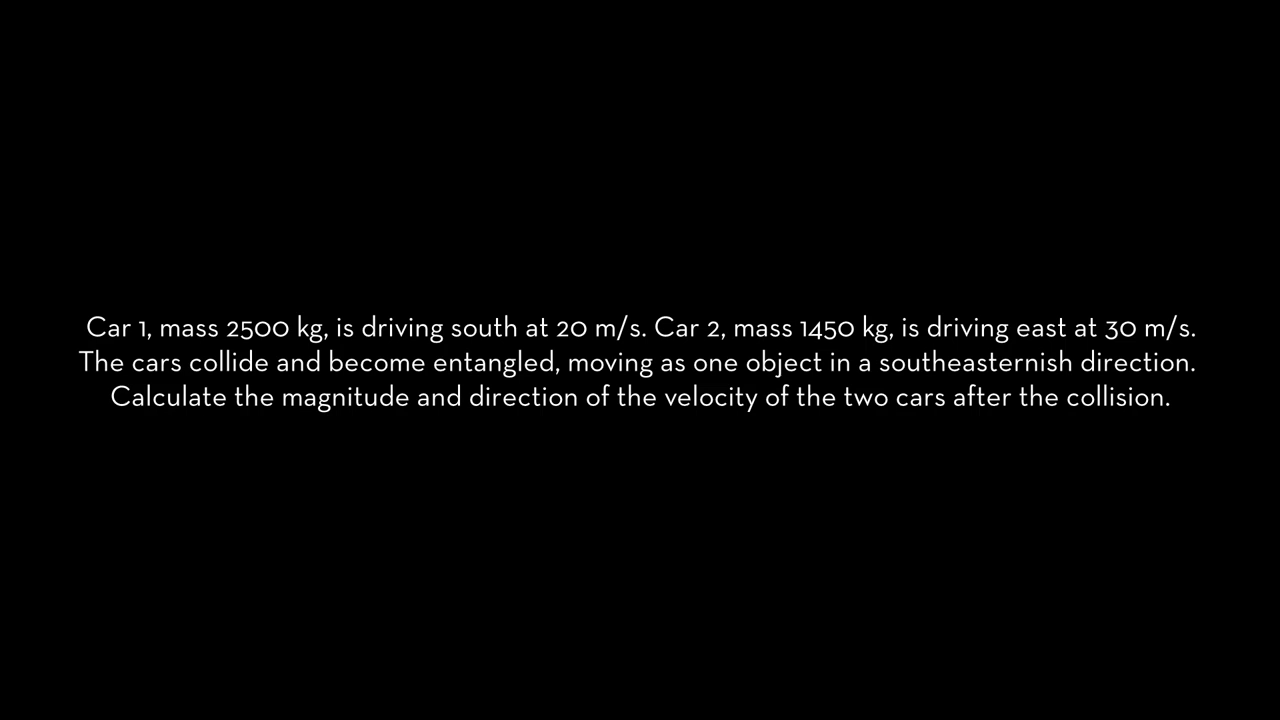 Car 1, mass 2500 kg, is driving south at 20 m/s. Car 2, mass 1450 kg, is driving east at 30 m/s.
The cars collide and become entangled, moving as one object in a southeasternish direction.
Calculate the magnitude and direction of the velocity of the two cars after the collision.